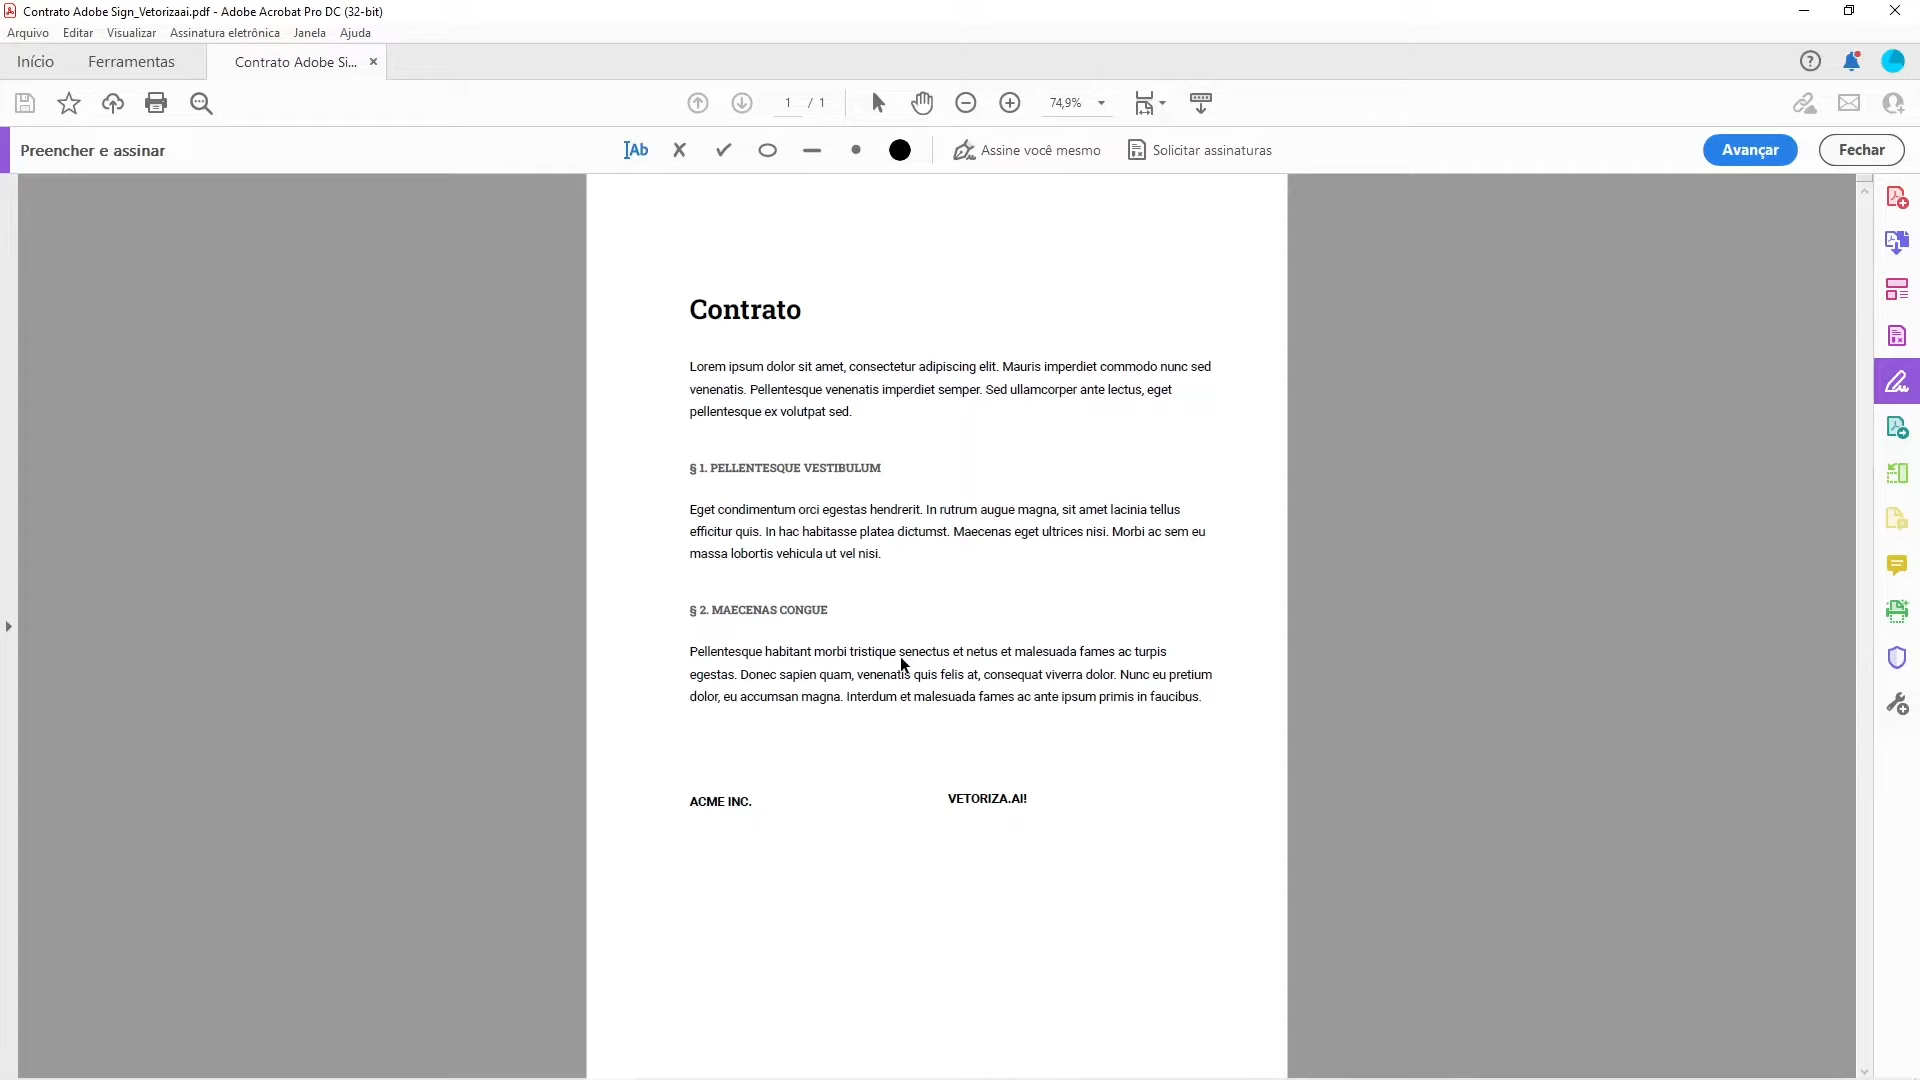 Contrato Adobe Sign_Vetorizaai.pdf - Adobe Acrobat Pro DC (32-bit)
Arquivo Editar Visualizar Assinatura eletrônica Janela Ajuda
Início Ferramentas Contrato Adobe Si...
1 / 1 74,9%
Preencher e assinar Ab Assine você mesmo Solicitar assinaturas Avançar Fechar
Contrato
Lorem ipsum dolor sit amet, consectetur adipiscing elit. Mauris imperdiet commodo nunc sed
venenatis. Pellentesque venenatis imperdiet semper. Sed ullamcorper ante lectus, eget
pellentesque ex volutpat sed.
§ 1. PELLENTESQUE VESTIBULUM
Eget condimentum orci egestas hendrerit. In rutrum augue magna, sit amet lacinia tellus
efficitur quis. In hac habitasse platea dictumst. Maecenas eget ultrices nisi. Morbi ac sem eu
massa lobortis vehicula ut vel nisi.
§ 2. MAECENAS CONGUE
Pellentesque habitant morbi tristique senectus et netus et malesuada fames ac turpis
egestas. Donec sapien quam, venenatis quis felis at, consequat viverra dolor. Nunc eu pretium
dolor, eu accumsan magna. Interdum et malesuada fames ac ante ipsum primis in faucibus.
ACME INC. VETORIZA.AI!